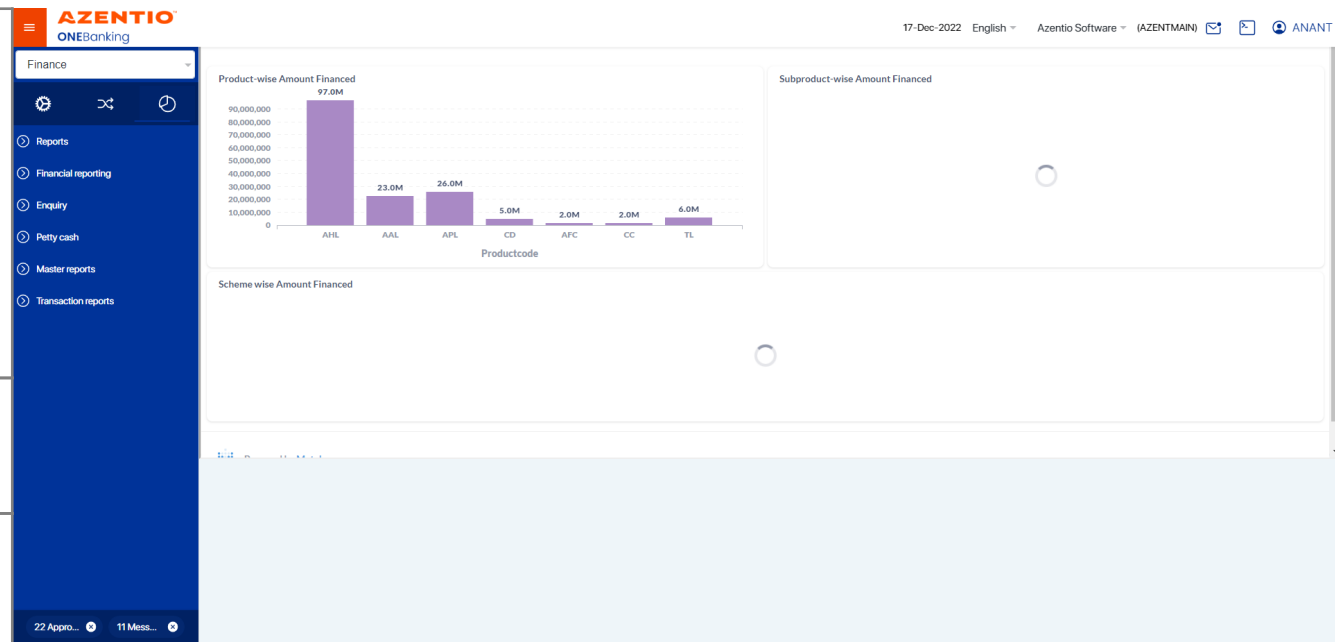 AZENTIO
ONEBanking
17-Dec-2022 English Azentio Software (AZENTMAIN) ANANT
Finance
Reports
Financial reporting
Enquiry
Petty cash
Master reports
Transaction reports
22 Appro... 11 Mess...
Product-wise Amount Financed
97.0M
90,000,000
80,000,000
70,000,000
60,000,000
50,000,000
40,000,000
30,000,000
20,000,000
10,000,000
0
23.0M
26.0M
5.0M
2.0M
2.0M
6.0M
AHL AAL APL CD AFC CC TL
Productcode
Subproduct-wise Amount Financed
Scheme wise Amount Financed